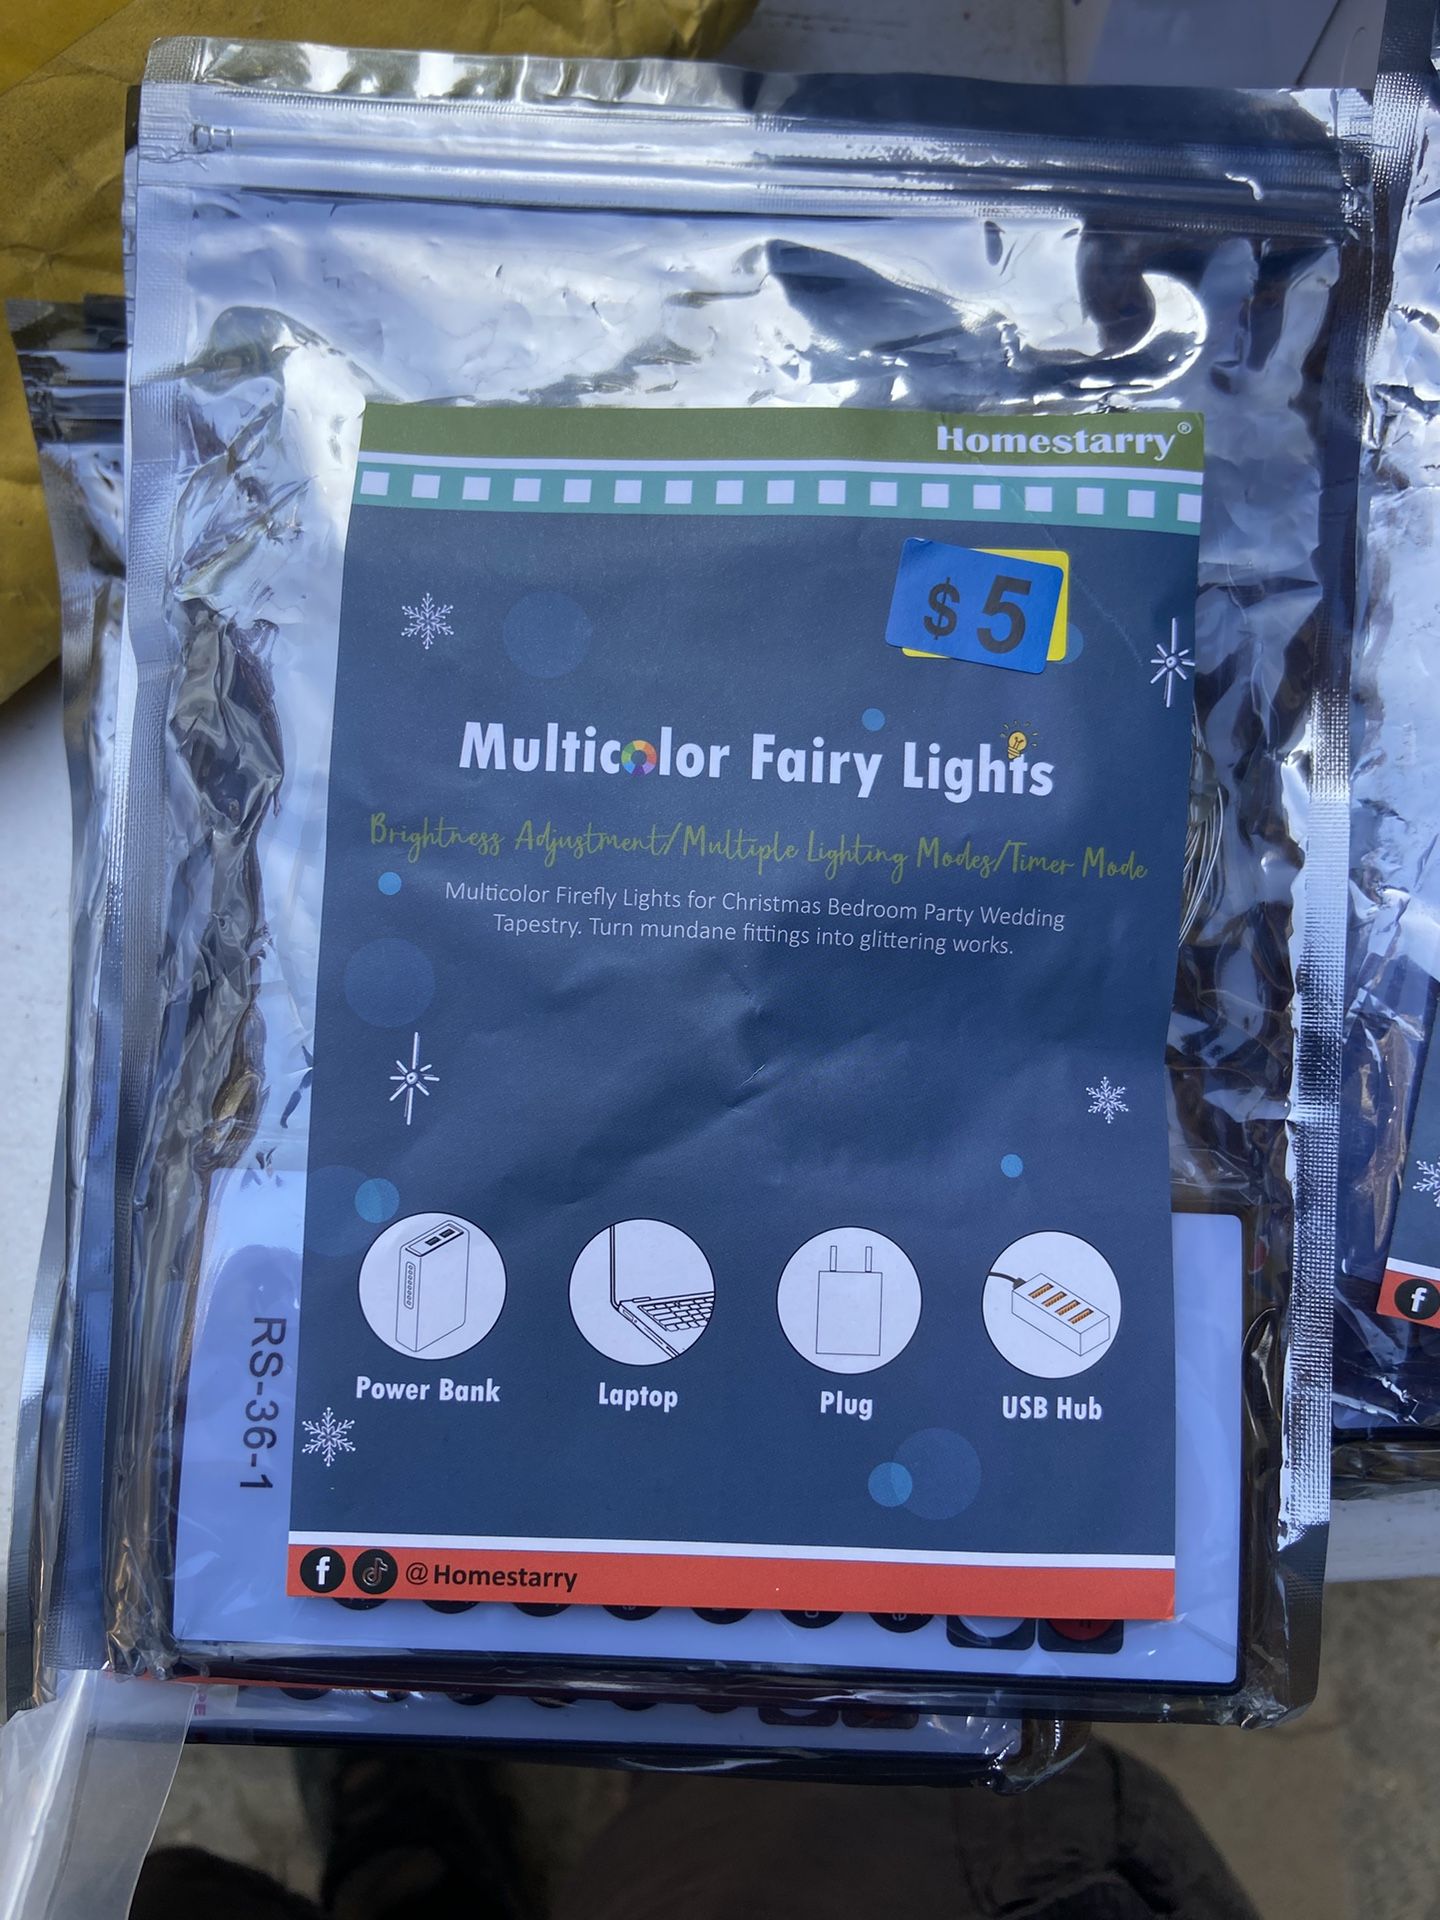 Homestarry®
$5
Multicolor Fairy Lights
Brightness Adjustment/Multiple Lighting Modes/Timer Mode
Multicolor Firefly Lights for Christmas Bedroom Party Wedding
Tapestry. Turn mundane fittings into glittering works.
Power Bank
Laptop
Plug
USB Hub
RS-36-1
@Homestarry